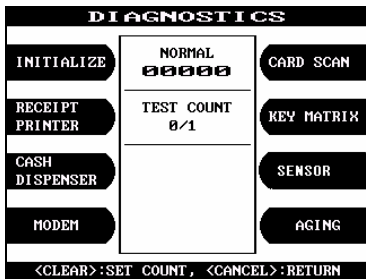 DIAGNOSTICS
INITIALIZE
RECEIPT
PRINTER
CASH
DISPENSER
MODEM
NORMAL
00000
TEST COUNT
0/1
CARD SCAN
KEY MATRIX
SENSOR
AGING
<CLEAR>:SET COUNT, <CANCEL>:RETURN